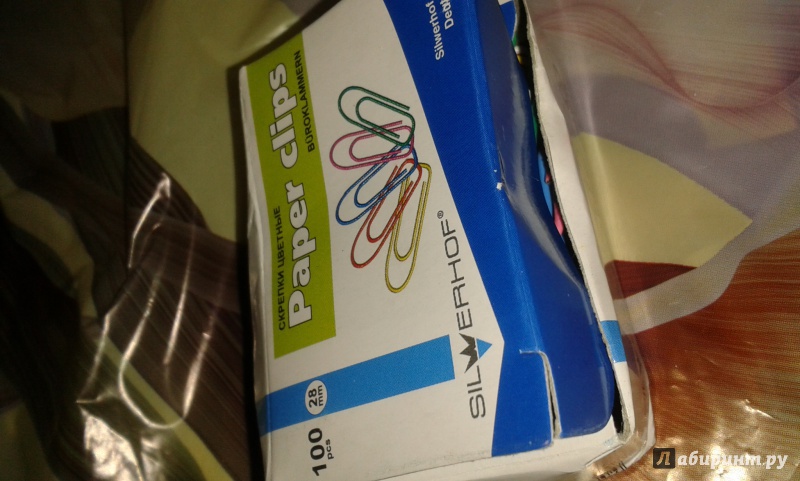 СКРЕПКИ ЦВЕТНЫЕ
Paper clips
BÜROKLAMMERN
100
pcs
28
mm
SILWERHOF®
Silwerhof
Лабиринт.ру